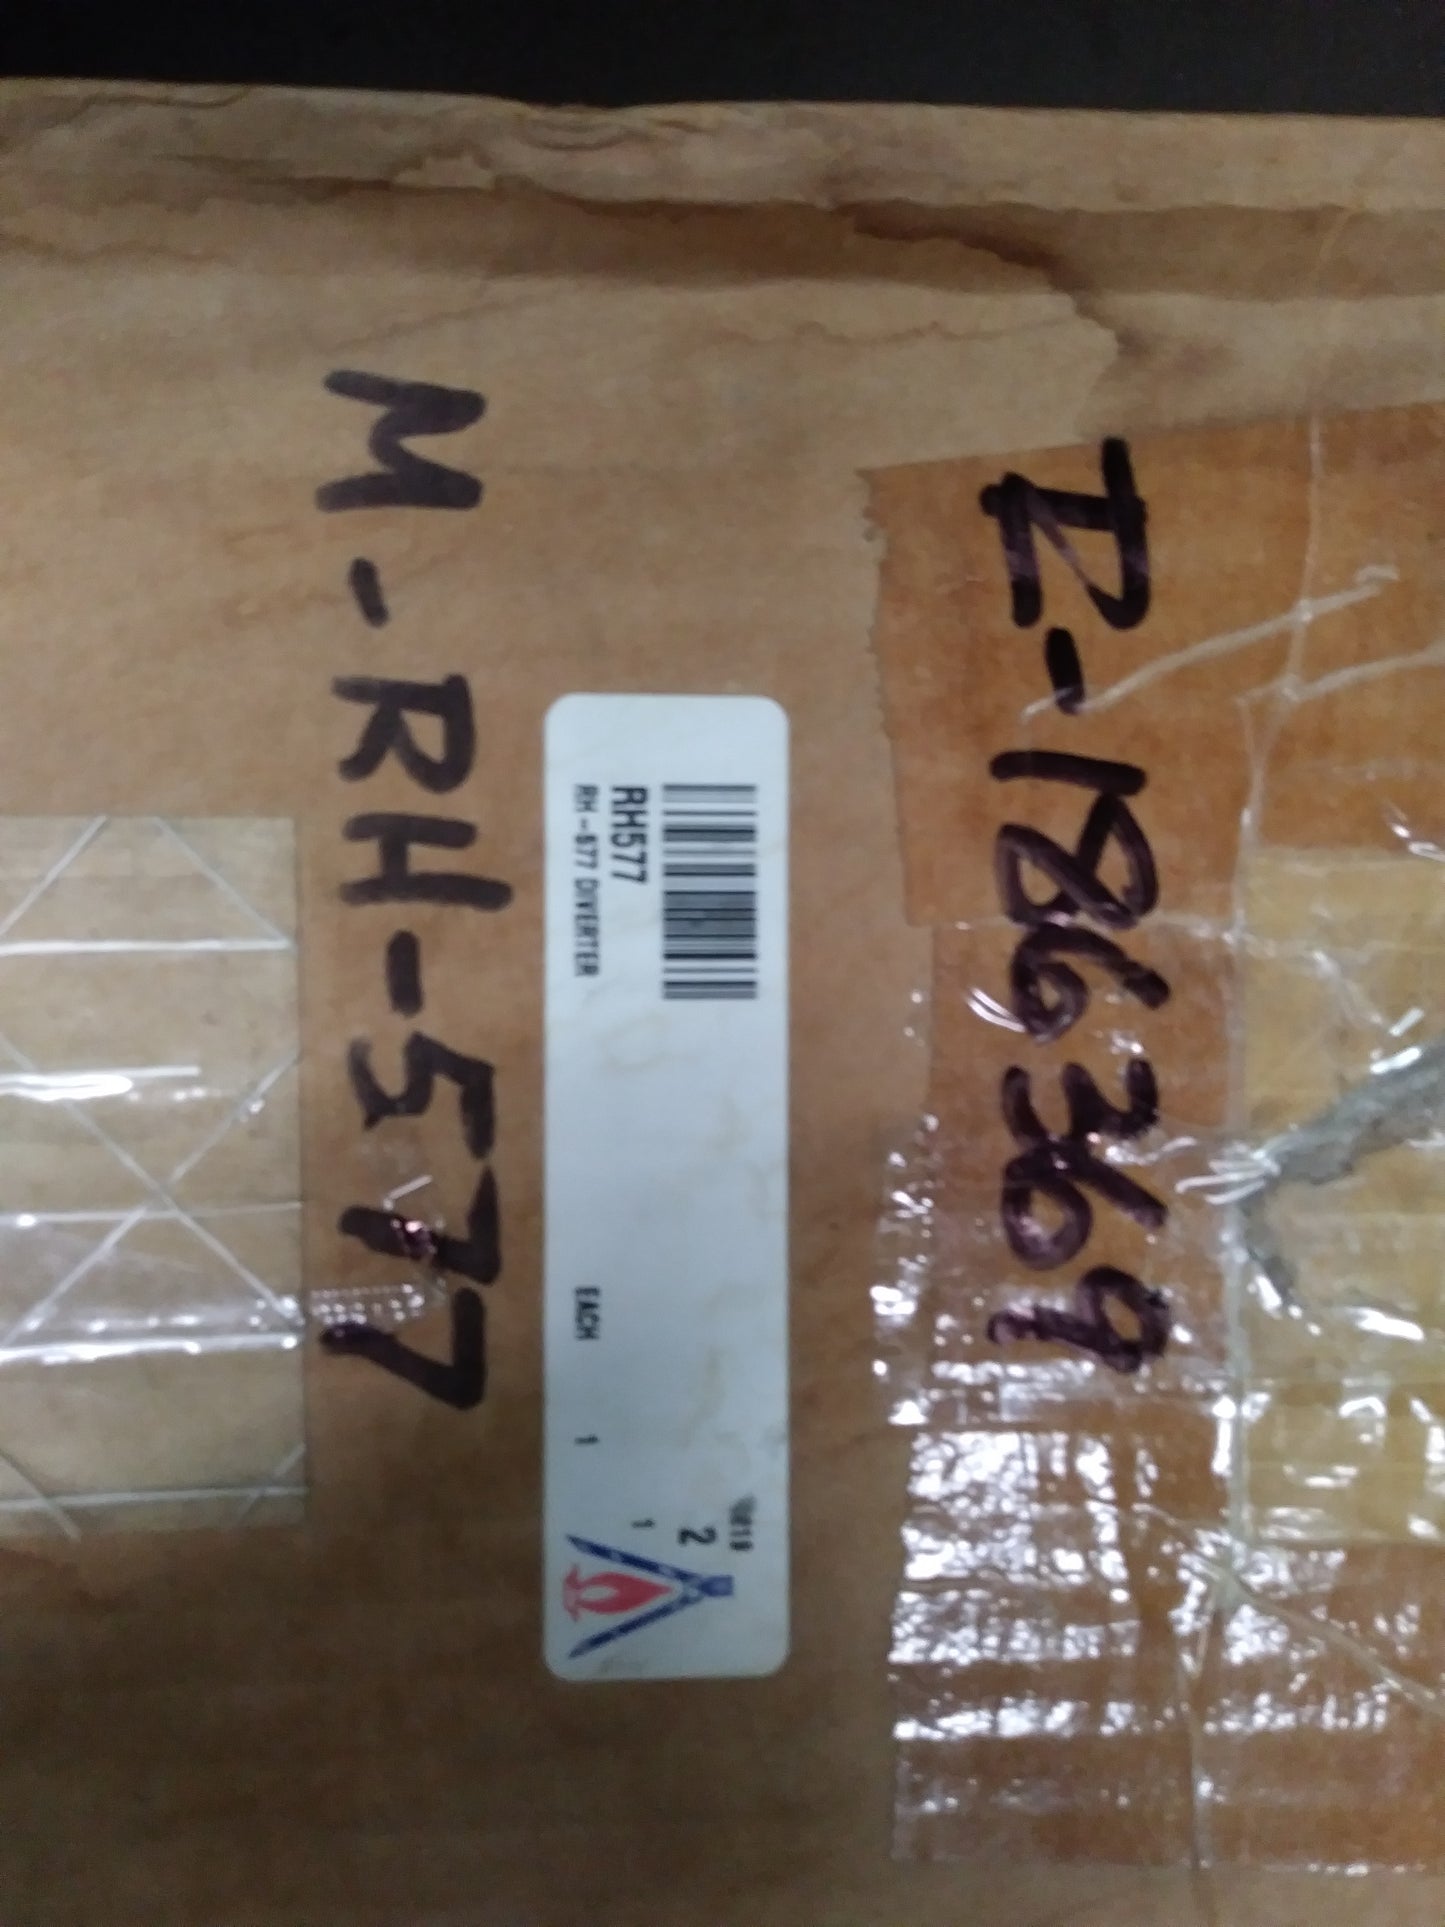 I-186369
RH577
RH-577 DIVERTER
EACH 1
2
1
M-RH-577